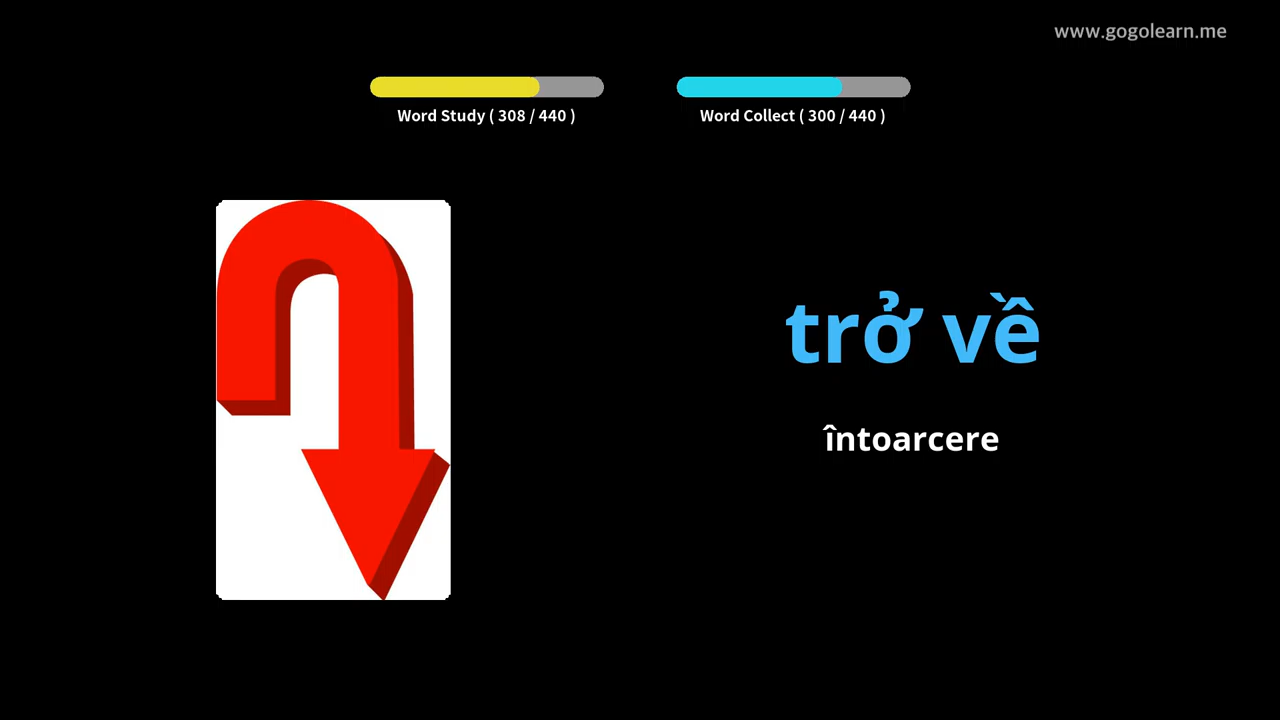 www.gogolearn.me
Word Study ( 308 / 440 )
Word Collect ( 300 / 440 )
trở về
întoarcere